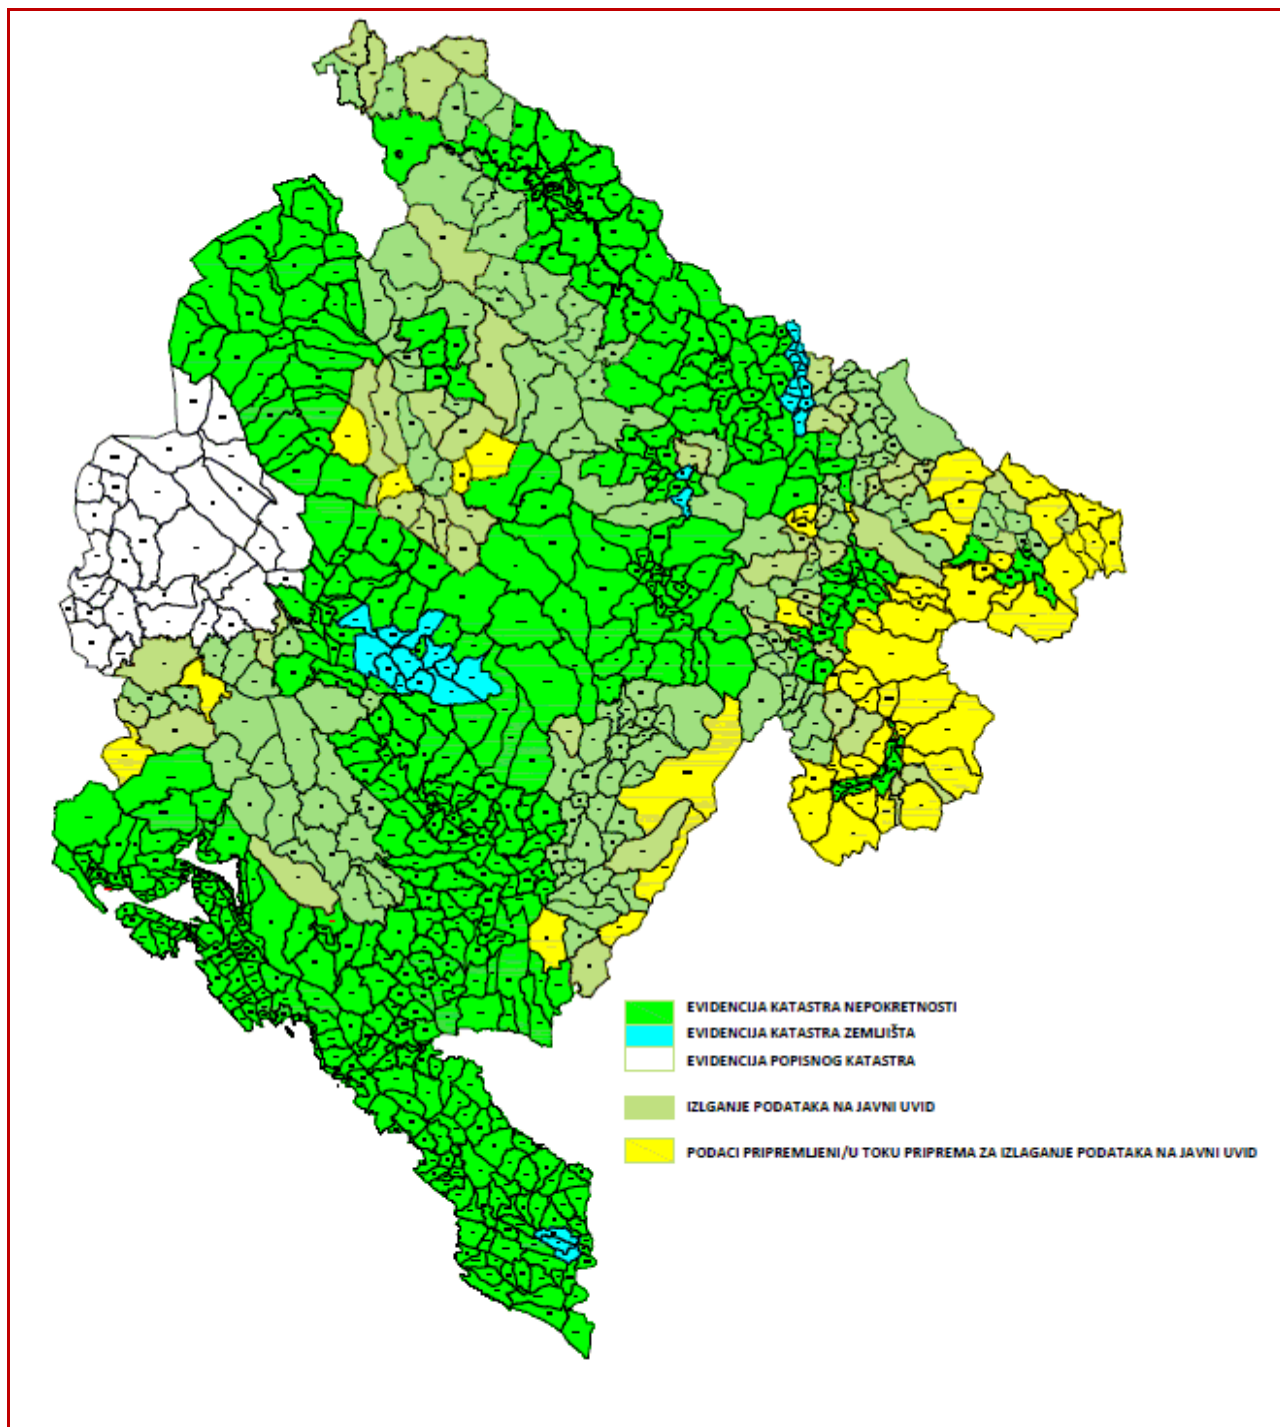 EVIDENCIJA KATASTRA NEPOKRETNOSTI
EVIDENCIJA KATASTRA ZEMLJIŠTA
EVIDENCIJA POPISNOG KATASTRA
IZLGANJE PODATAKA NA JAVNI UVID
PODACI PRIPREMLJENI/U TOKU PRIPREMA ZA IZLAGANJE PODATAKA NA JAVNI UVID